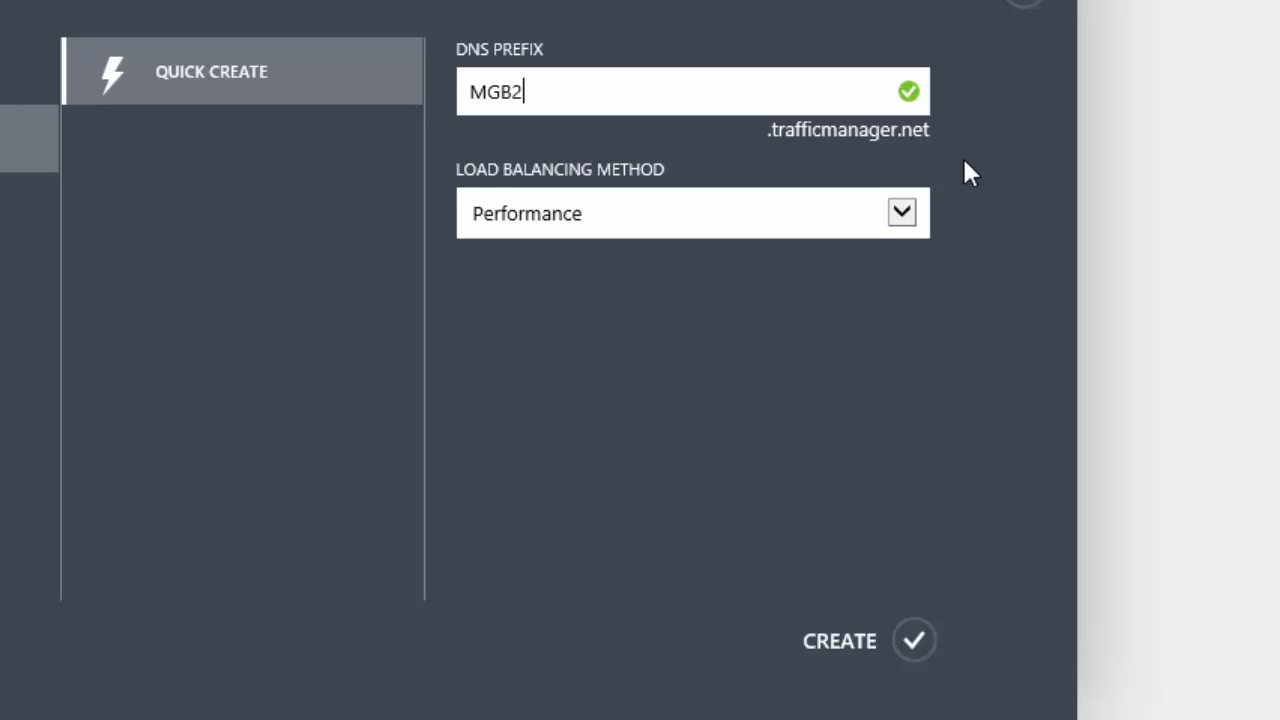 QUICK CREATE
DNS PREFIX
MGB2
.trafficmanager.net
LOAD BALANCING METHOD
Performance
CREATE